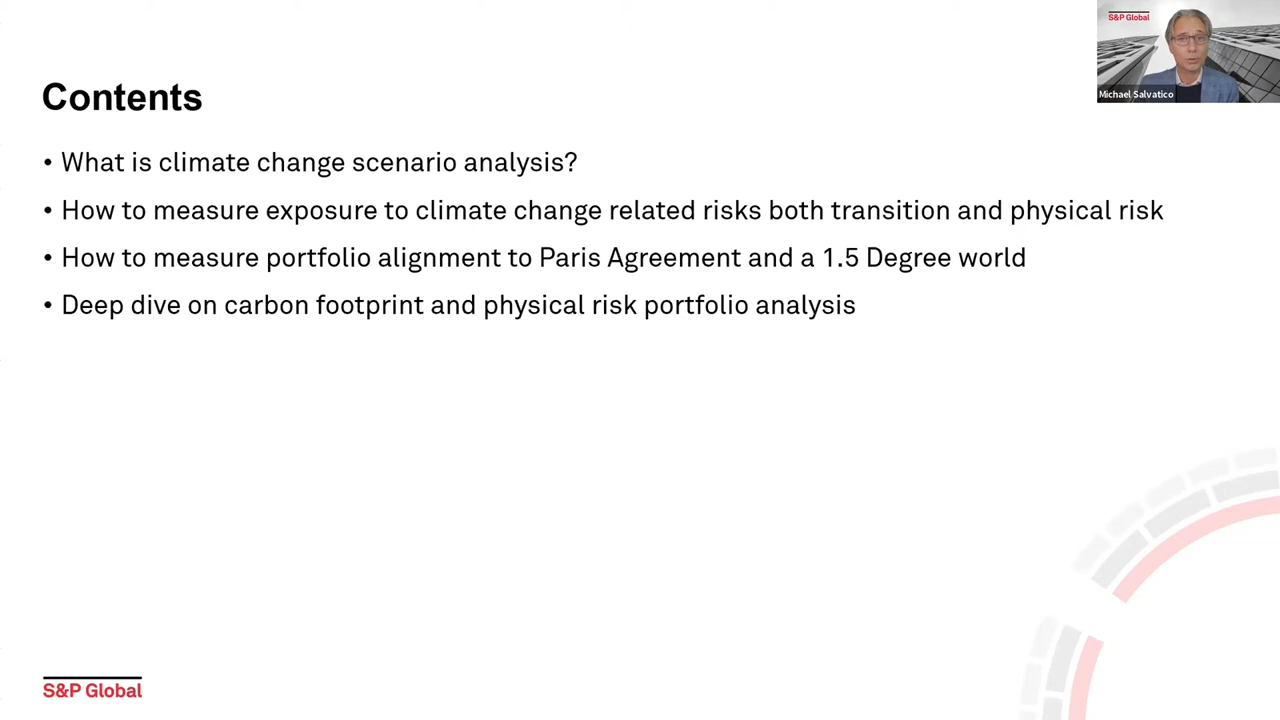 S&P Global
Michael Salvatico
Contents
• What is climate change scenario analysis?
• How to measure exposure to climate change related risks both transition and physical risk
• How to measure portfolio alignment to Paris Agreement and a 1.5 Degree world
• Deep dive on carbon footprint and physical risk portfolio analysis
S&P Global